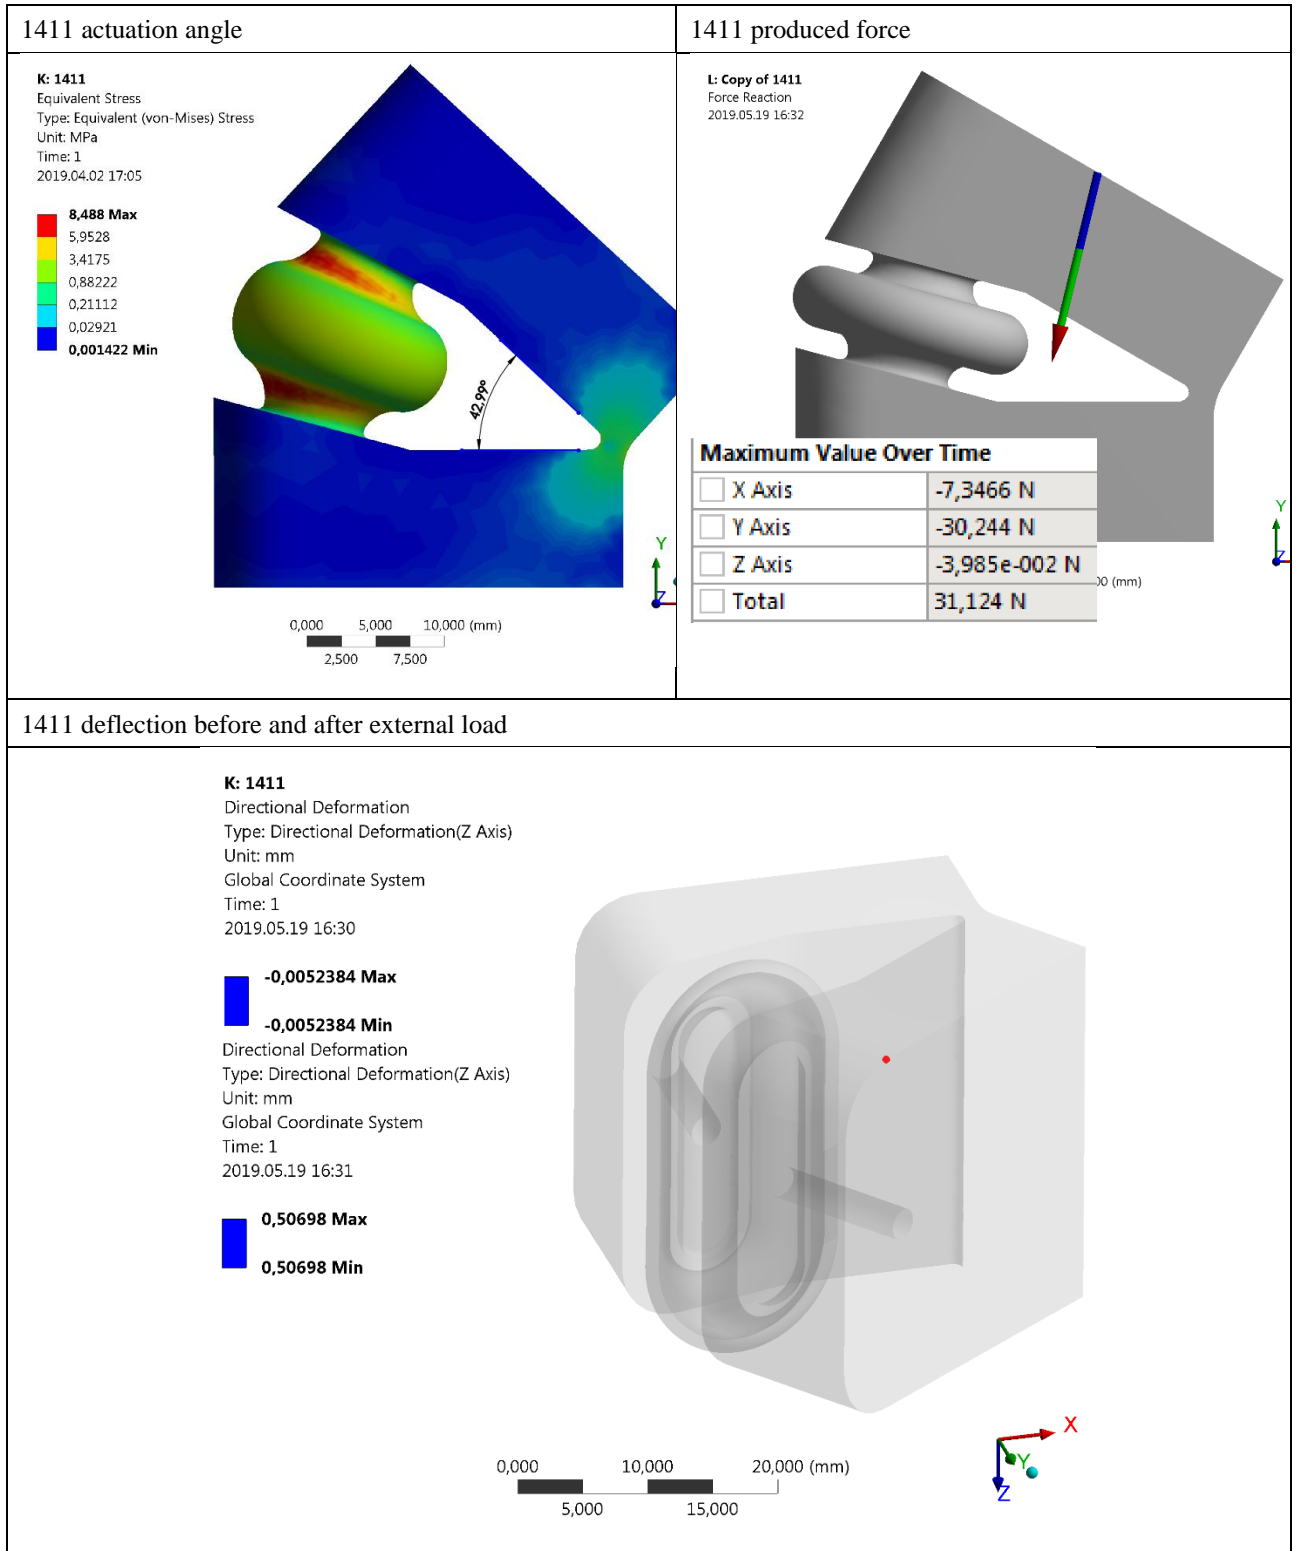 1411 actuation angle
K: 1411
Equivalent Stress
Type: Equivalent (von-Mises) Stress
Unit: MPa
Time: 1
2019.04.02 17:05
8,488 Max
5,9528
3,4175
0,88222
0,21112
0,02921
0,001422 Min
42,99°
Y
Z
0,000 5,000 10,000 (mm)
2,500 7,500
1411 produced force
L: Copy of 1411
Force Reaction
2019.05.19 16:32
Maximum Value Over Time
X Axis -7,3466 N
Y Axis -30,244 N
Z Axis -3,985e-002 N
Total 31,124 N
Y
Z
00 (mm)
1411 deflection before and after external load
K: 1411
Directional Deformation
Type: Directional Deformation(Z Axis)
Unit: mm
Global Coordinate System
Time: 1
2019.05.19 16:30
-0,0052384 Max
-0,0052384 Min
Directional Deformation
Type: Directional Deformation(Z Axis)
Unit: mm
Global Coordinate System
Time: 1
2019.05.19 16:31
0,50698 Max
0,50698 Min
0,000 10,000 20,000 (mm)
5,000 15,000
X
Y
Z